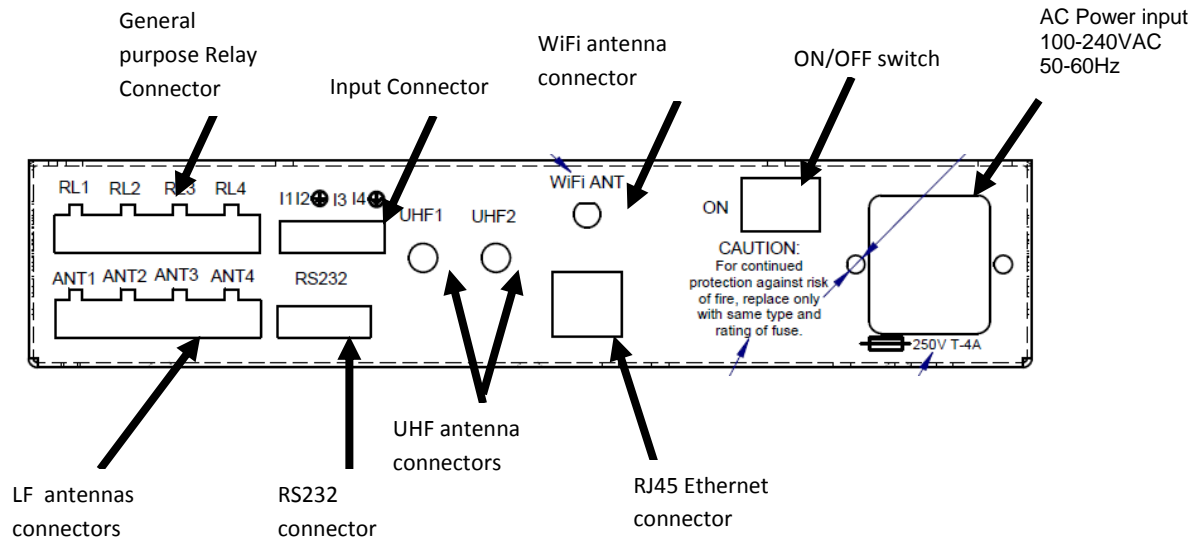 General
purpose Relay
Connector
Input Connector
WiFi antenna
connector
ON/OFF switch
AC Power input
100-240VAC
50-60Hz
RL1 RL2 RL3 RL4
I1I2 I3 I4
UHF1 UHF2
WiFi ANT
ON
CAUTION:
For continued
protection against risk
of fire, replace only
with same type and
rating of fuse.
250V T-4A
ANT1 ANT2 ANT3 ANT4
RS232
LF antennas
connectors
RS232
connector
UHF antenna
connectors
RJ45 Ethernet
connector